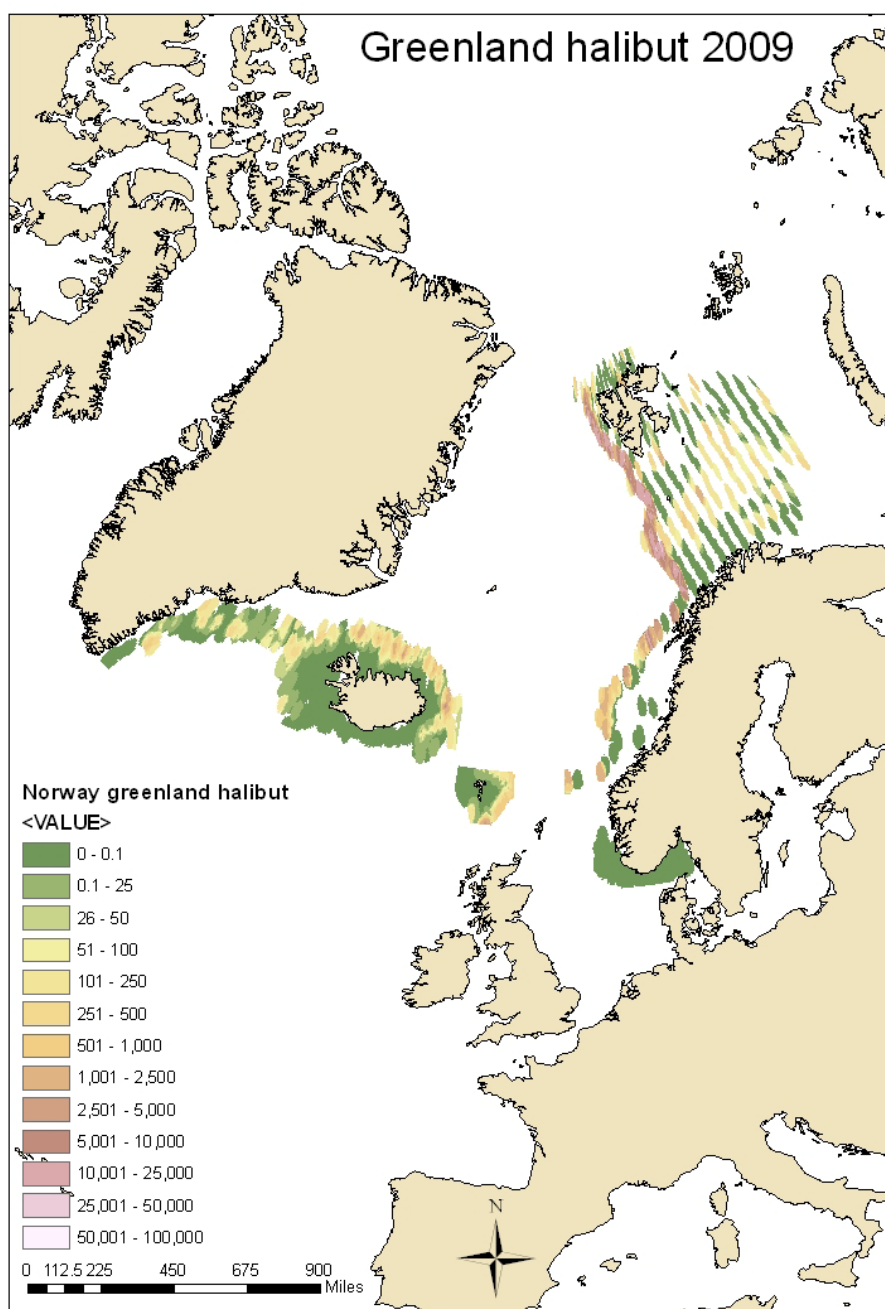 Greenland halibut 2009
Norway greenland halibut
<VALUE>
0 - 0.1
0.1 - 25
26 - 50
51 - 100
101 - 250
251 - 500
501 - 1,000
1,001 - 2,500
2,501 - 5,000
5,001 - 10,000
10,001 - 25,000
25,001 - 50,000
50,001 - 100,000
N
0 112.5 225 450 675 900
Miles